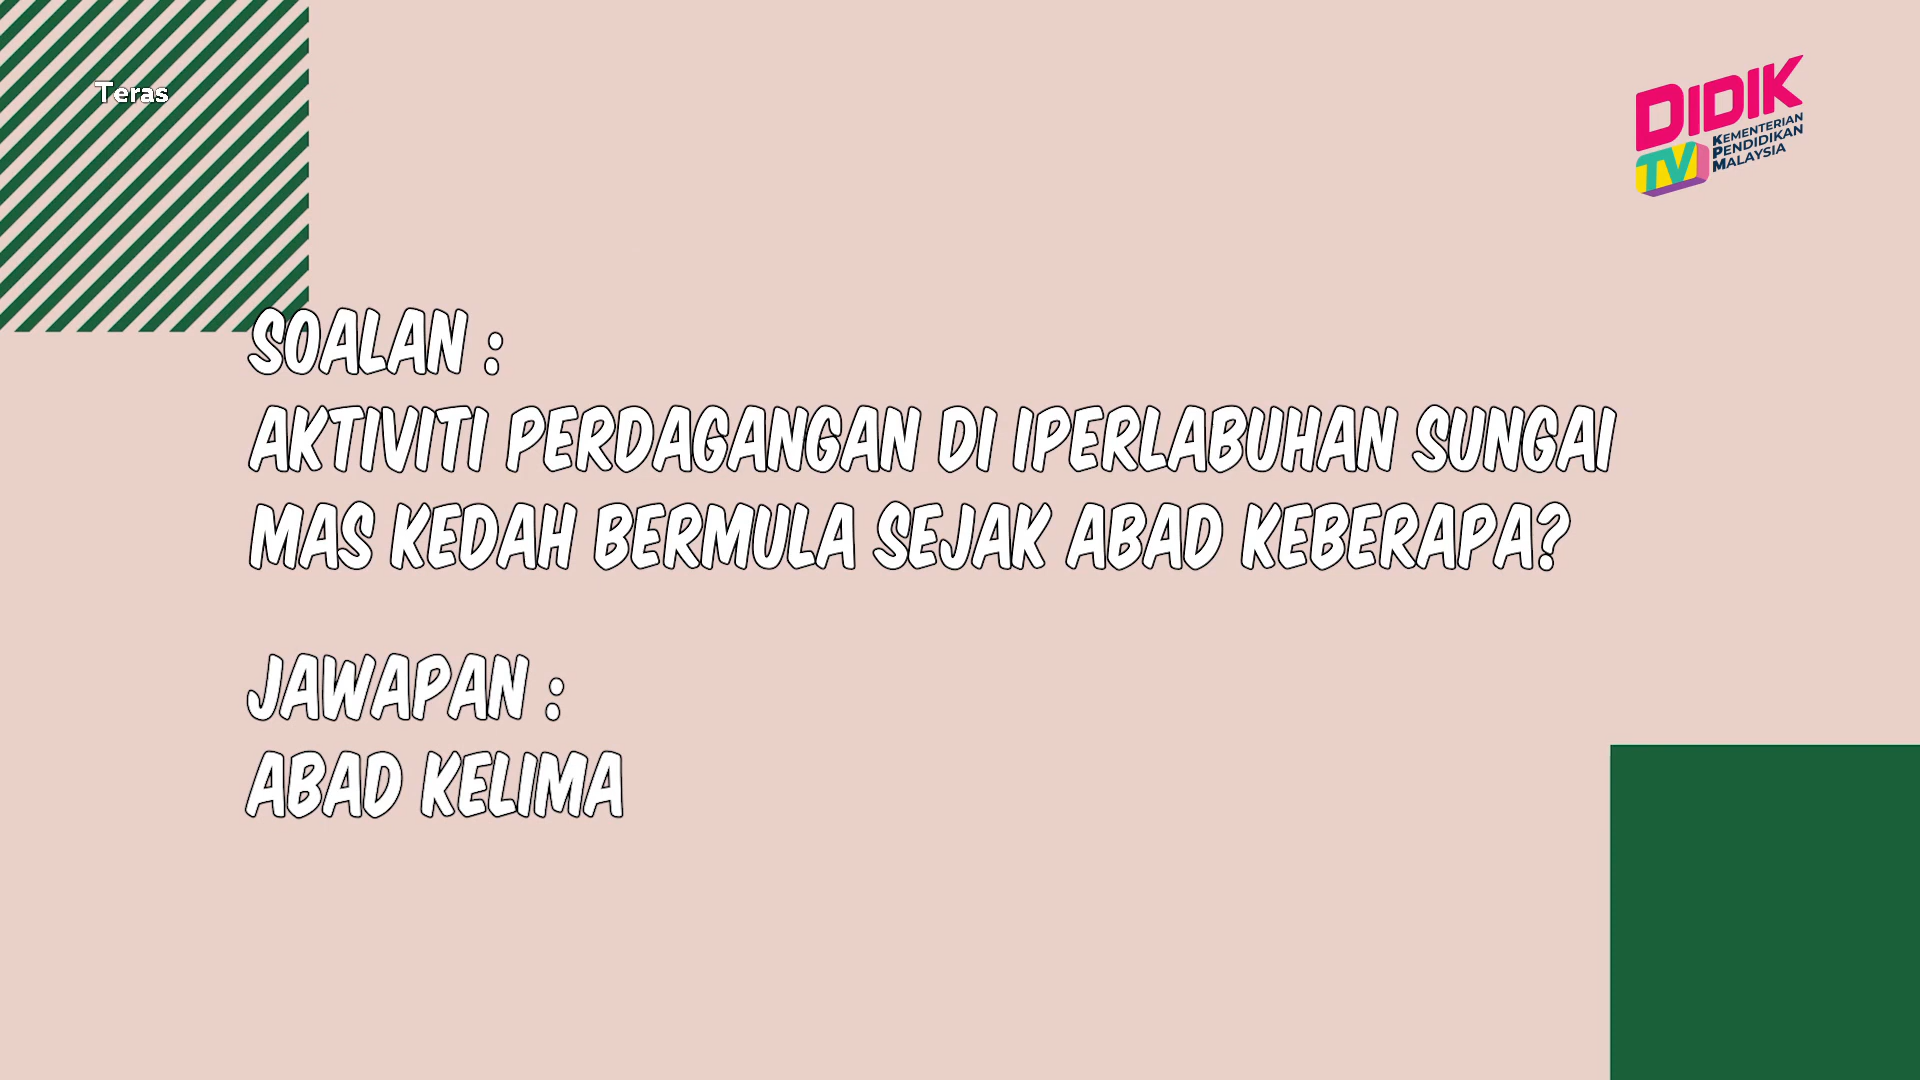 Teras
DIDIK
TV
KEMENTERIAN
PENDIDIKAN
MALAYSIA
SOALAN :
AKTIVITI PERDAGANGAN DI IPERLABUHAN SUNGAI
MAS KEDAH BERMULA SEJAK ABAD KEBERAPA?
JAWAPAN :
ABAD KELIMA